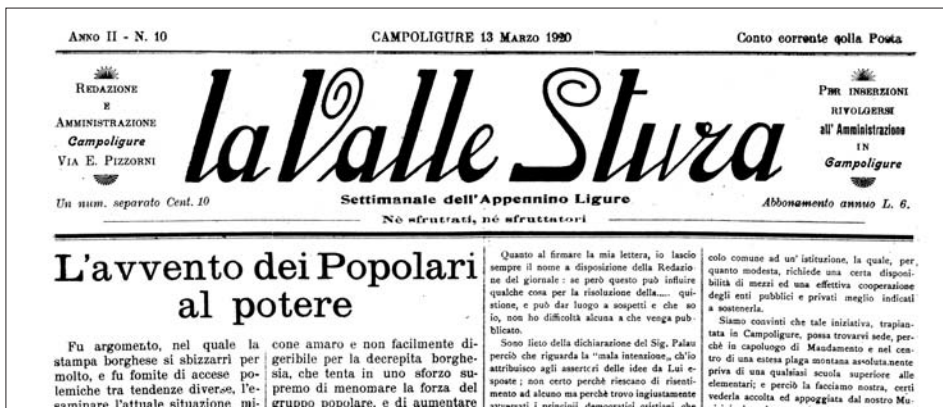 ANNO II - N. 10
CAMPOLIGURE 13 MARZO 1920
Conto corrente colla Posta
REDAZIONE
E
AMMINISTRAZIONE
Campoligure
VIA E. PIZZORNI
Un num. separato Cent. 10
la Valle Stura
Settimanale dell'Appennino Ligure
Nè sfruttati, né sfruttatori
PER INSERZIONI
RIVOLGERSI
all' Amministrazione
IN
Campoligure
Abbonamento annuo L. 6.
L'avvento dei Popolari
al potere
Fu argomento, nel quale la
stampa borghese si sbizzarri per
molto, e fu fomite di accese po-
lemiche tra tendenze diverse, l'e-
saminare l'attuale situazione mi-
cone amaro e non facilmente di-
geribile per la decrepita borghe-
sia, che tenta in uno sforzo su-
premo di menomare la forza del
gruppo popolare, e di aumentare
Quanto al firmare la mia lettera, io lascio
sempre il nome a disposizione della Redazio-
ne del giornale : se però questo può influire
qualche cosa per la risoluzione della..... qui-
stione, e può dar luogo a sospetti e che so
io, non ho difficoltà alcuna a che venga pub-
blicato.
Sono lieto della dichiarazione del Sig. Palau
perciò che riguarda la "mala intenzione„ ch'io
attribuisco agli assertori delle idee da Lui e-
sposte ; non certo perchè riescano di risenti-
mento ad alcuno ma perchè trovo ingiustamente
avversati i principii democratici cristiani che
colo comune ad un' istituzione, la quale, per
quanto modesta, richiede una certa disponi-
bilità di mezzi ed una effettiva cooperazione
degli enti pubblici e privati meglio indicati
a sostenerla.
Siamo convinti che tale iniziativa, trapian-
tata in Campoligure, possa trovarvi sede, per-
chè in capoluogo di Maudamento e nel cen-
tro di una estesa plaga montana assolutamente
priva di una qualsiasi scuola superiore alle
elementari; e perciò la facciamo nostra, certi
vederla accolta ed appoggiata dal nostro Mu-